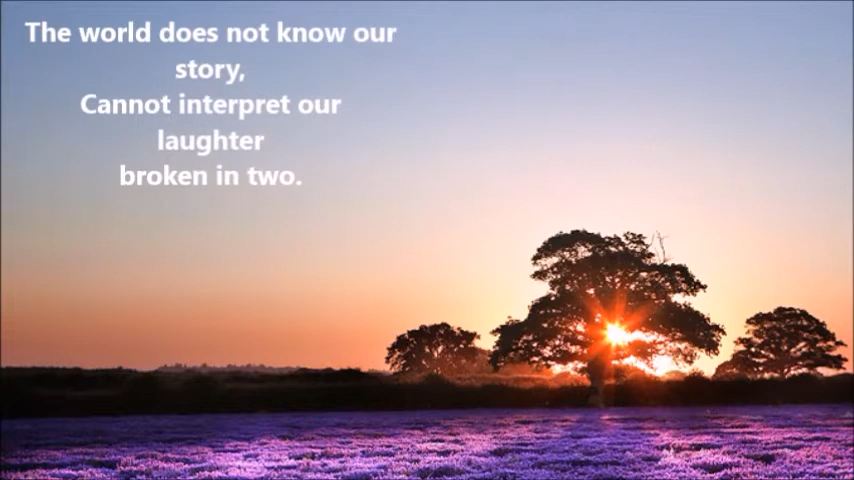 The world does not know our
story,
Cannot interpret our
laughter
broken in two.